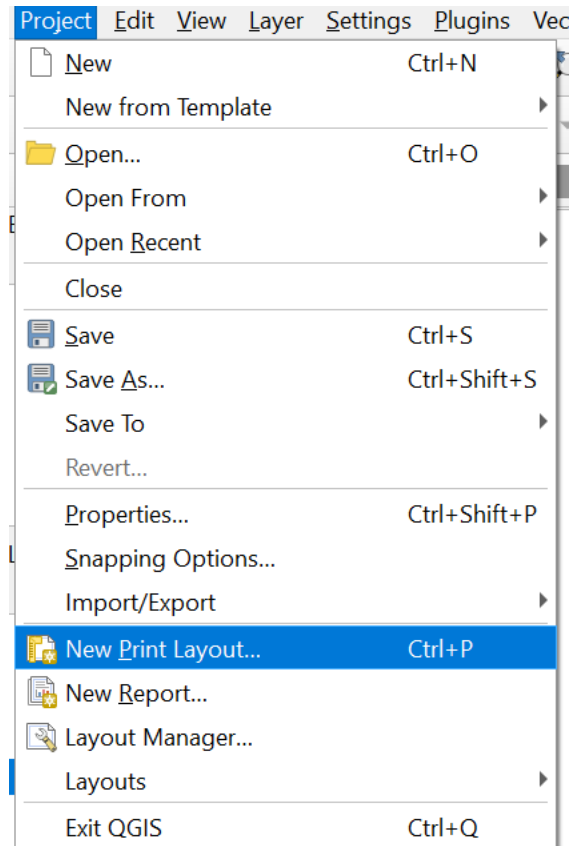 Project Edit View Layer Settings Plugins Vec
New Ctrl+N
New from Template
Open... Ctrl+O
Open From
Open Recent
Close
Save Ctrl+S
Save As... Ctrl+Shift+S
Save To
Revert...
Properties... Ctrl+Shift+P
Snapping Options...
Import/Export
New Print Layout... Ctrl+P
New Report...
Layout Manager...
Layouts
Exit QGIS Ctrl+Q